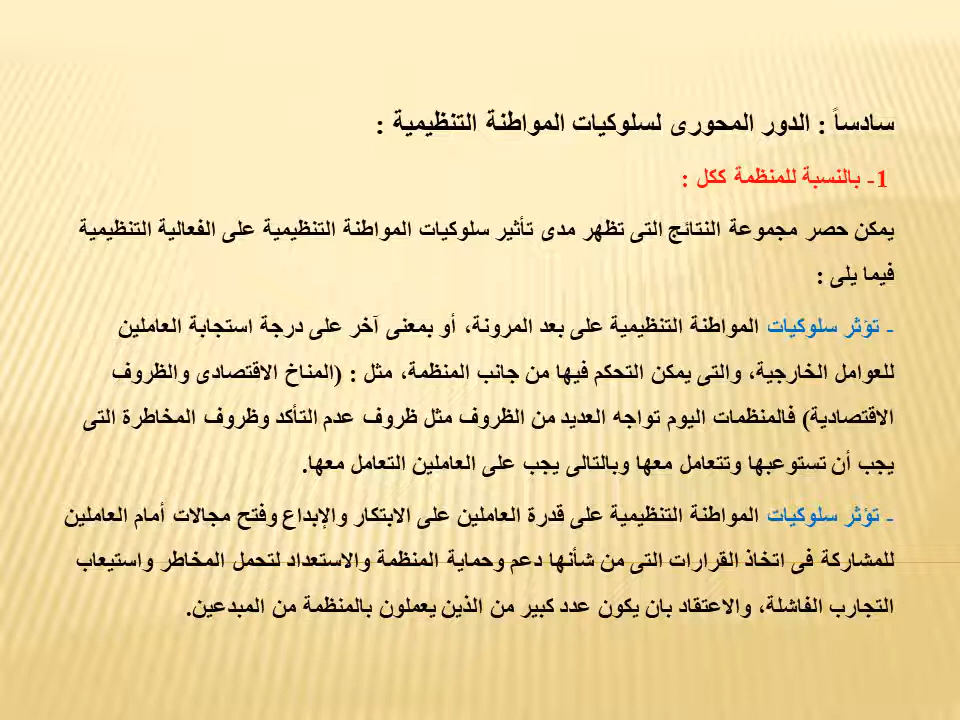 سادساً : الدور المحورى لسلوكيات المواطنة التنظيمية :
1- بالنسبة للمنظمة ككل :
يمكن حصر مجموعة النتائج التى تظهر مدى تأثير سلوكيات المواطنة التنظيمية على الفعالية التنظيمية
فيما يلى :
- تؤثر سلوكيات المواطنة التنظيمية على بعد المرونة، أو بمعنى آخر على درجة استجابة العاملين
للعوامل الخارجية، والتى يمكن التحكم فيها من جانب المنظمة، مثل : (المناخ الاقتصادى والظروف
الاقتصادية) فالمنظمات اليوم تواجه العديد من الظروف مثل ظروف عدم التأكد وظروف المخاطرة التى
يجب أن تستوعبها وتتعامل معها وبالتالى يجب على العاملين التعامل معها.
- تؤثر سلوكيات المواطنة التنظيمية على قدرة العاملين على الابتكار والإبداع وفتح مجالات أمام العاملين
للمشاركة فى اتخاذ القرارات التى من شأنها دعم وحماية المنظمة والاستعداد لتحمل المخاطر واستيعاب
التجارب الفاشلة، والاعتقاد بان يكون عدد كبير من الذين يعملون بالمنظمة من المبدعين.